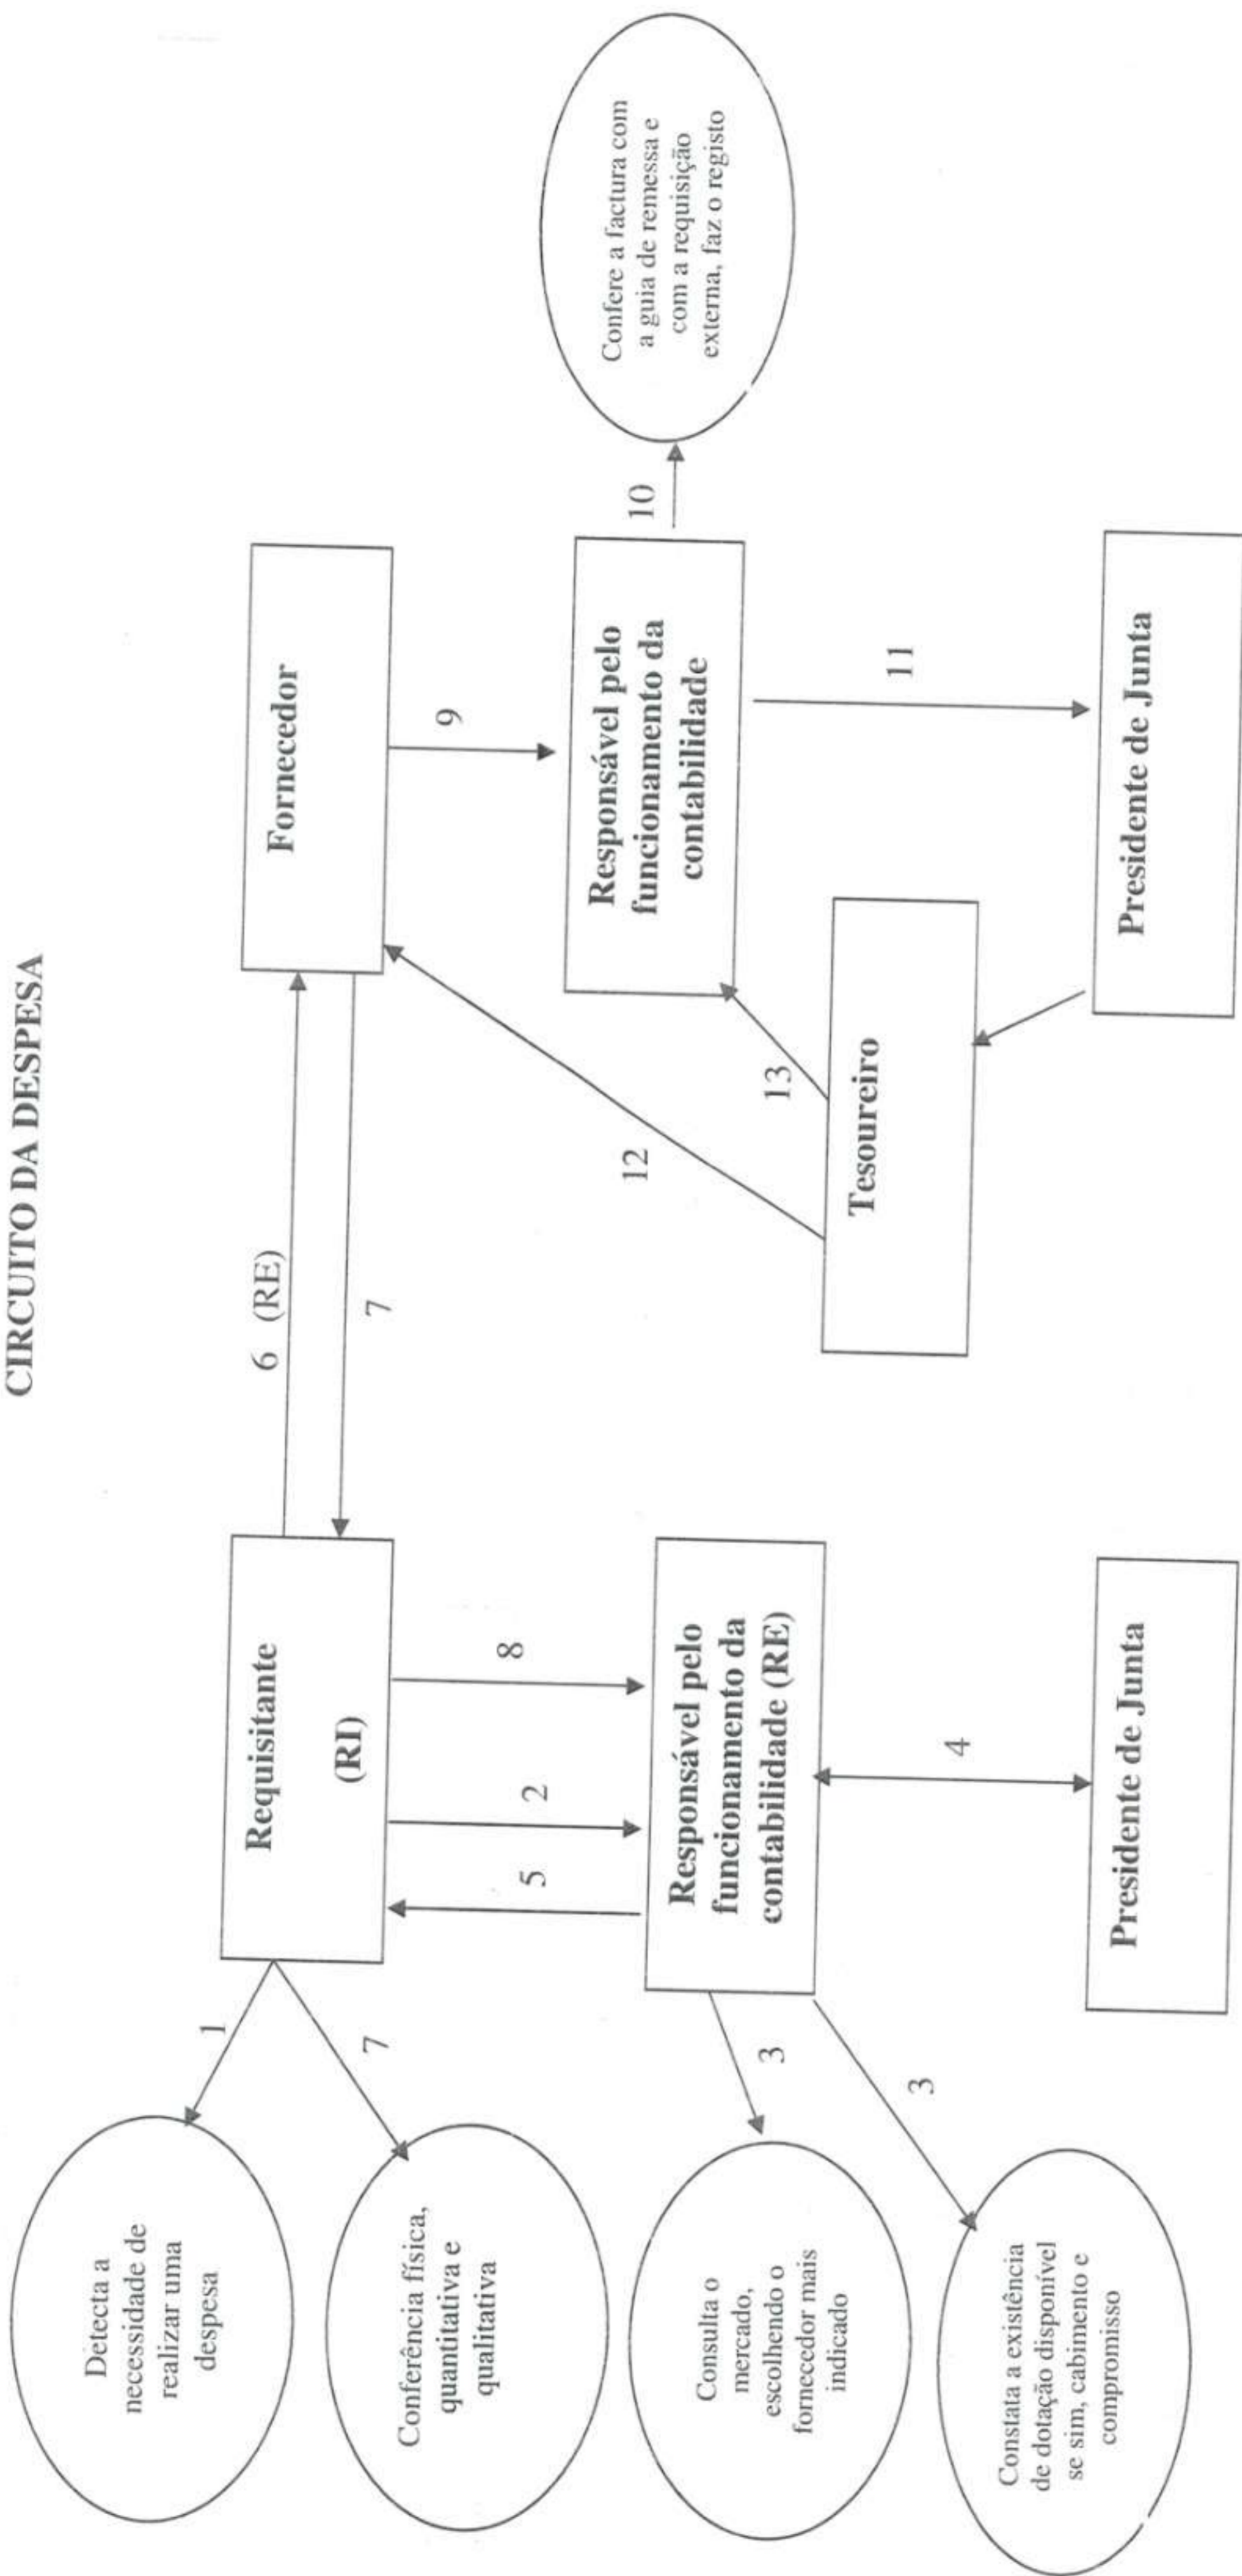 CIRCUITO DA DESPESA
Detecta a
necessidade de
realizar uma
despesa
1
Requisitante
(RI)
6 (RE)
7
Fornecedor
7
Conferência física,
quantitativa e
qualitativa
5
2
8
9
Consulta o
mercado,
escolhendo o
fornecedor mais
indicado
3
Responsável pelo
funcionamento da
contabilidade (RE)
12
13
Responsável pelo
funcionamento da
contabilidade
10
Confere a factura com
a guia de remessa e
com a requisição
externa, faz o registo
3
Constata a existência
de dotação disponível
se sim, cabimento e
compromisso
4
Tesoureiro
11
Presidente de Junta
Presidente de Junta